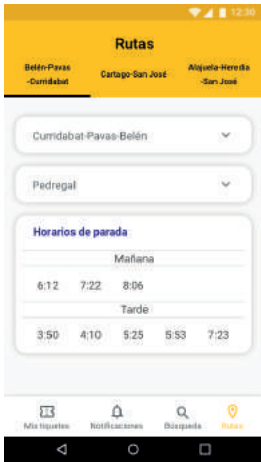 12:30
Rutas
Belén-Pavas
-Curridabat
Cartago-San José
Alajuela-Heredia
-San José
Curridabat-Pavas-Belén
Pedregal
Horarios de parada
Mañana
6:12 7:22 8:06
Tarde
3:50 4:10 5:25 5:53 7:23
Mis tiquetes Notificaciones Búsqueda Rutas